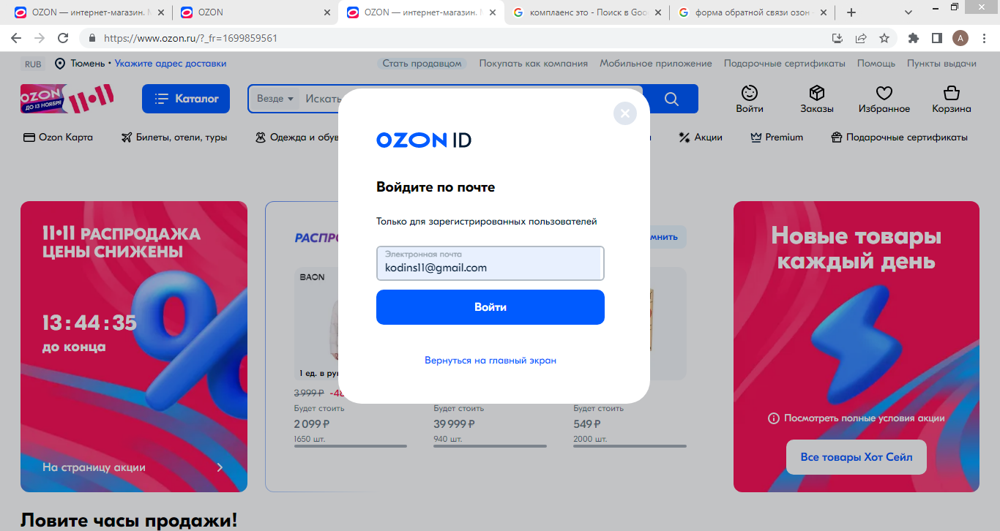 OZON — интернет-магазин.
OZON
OZON — интернет-магазин.
комплаенс это - Поиск в Goo
форма обратной связи озон
https://www.ozon.ru/?_fr=1699859561
A
RUB
Тюмень • Укажите адрес доставки
Стать продавцом
Покупать как компания
Мобильное приложение
Подарочные сертификаты
Помощь
Пункты выдачи
OZON 11•11
ДО 13 НОЯБРЯ
Каталог
Везде
Искать
Войти
Заказы
Избранное
Корзина
Ozon Карта
Билеты, отели, туры
Одежда и обув
Акции
Premium
Подарочные сертификаты
OZON ID
Войдите по почте
Только для зарегистрированных пользователей
Электронная почта
kodins11@gmail.com
Войти
Вернуться на главный экран
11•11 РАСПРОДАЖА
ЦЕНЫ СНИЖЕНЫ
13:44:35
до конца
На страницу акции
РАСПРО
мнить
BAON
1 ед. в рук
3 999 ₽ -48
Будет стоить
2 099 ₽
1650 шт.
Будет стоить
39 999 ₽
940 шт.
Будет стоить
549 ₽
2000 шт.
Новые товары
каждый день
Посмотреть полные условия акции
Все товары Хот Сейл
Ловите часы продажи!